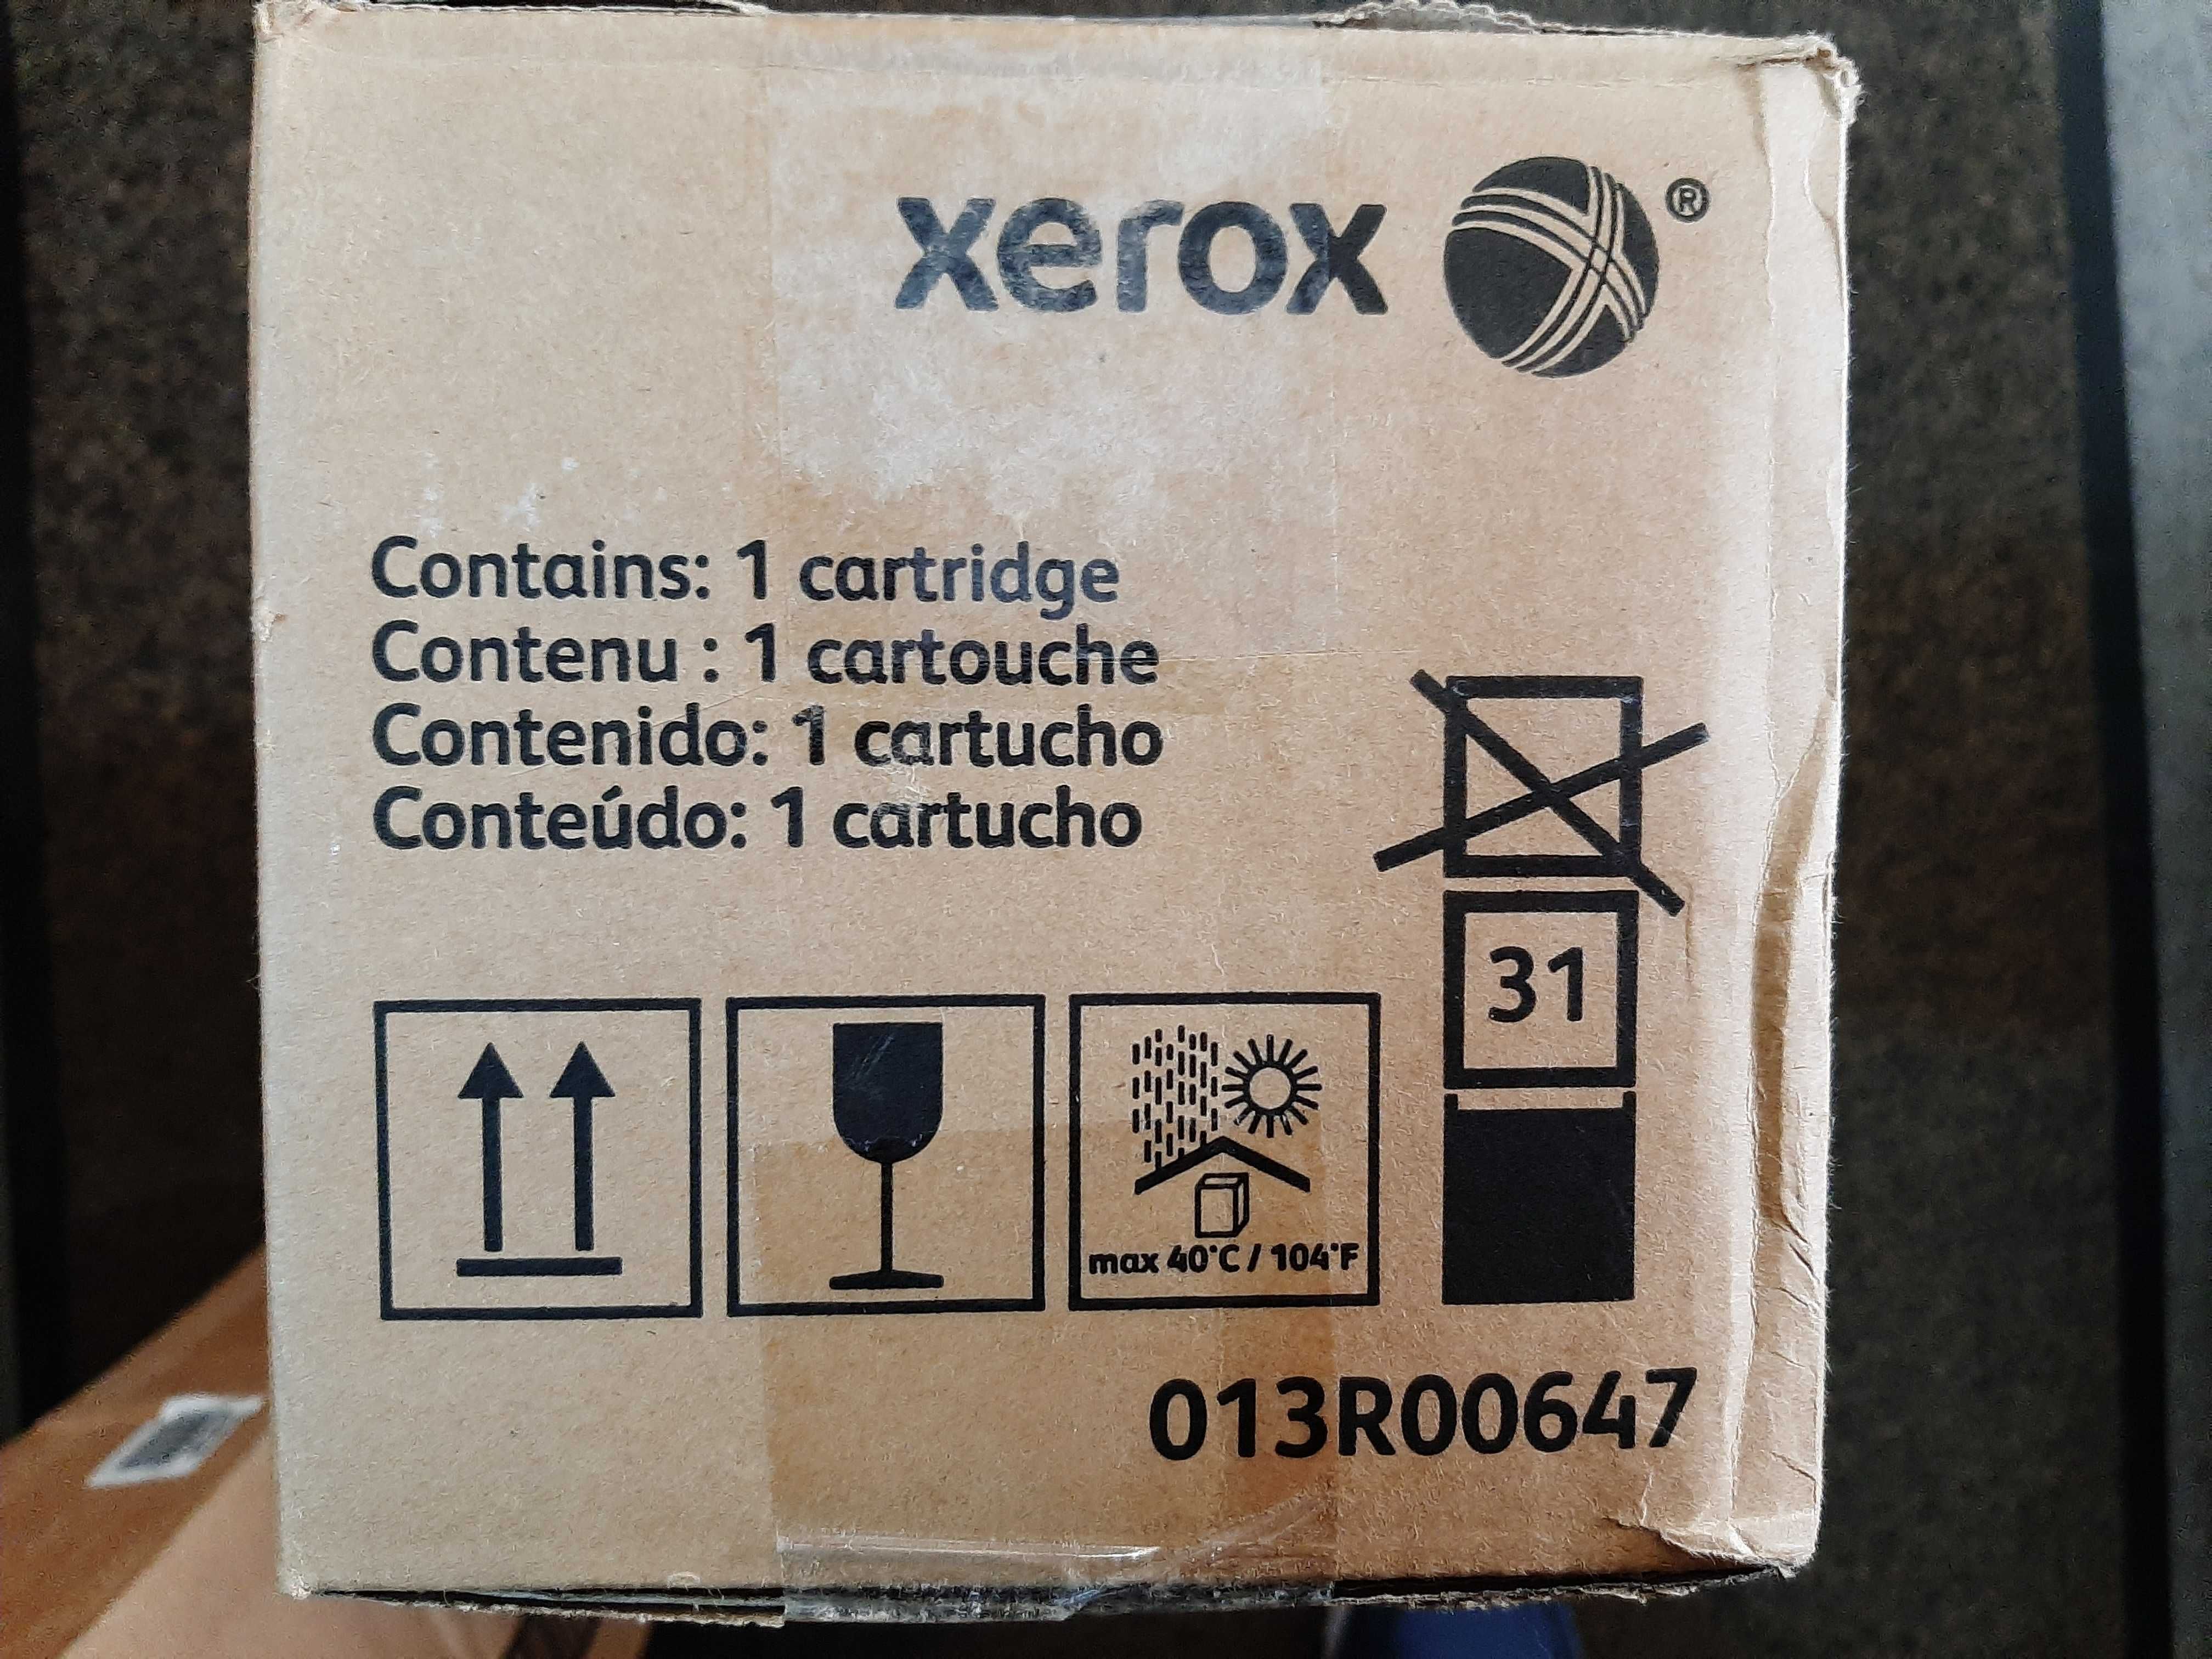 xerox ®
Contains: 1 cartridge
Contenu : 1 cartouche
Contenido: 1 cartucho
Conteúdo: 1 cartucho
31
max 40°C / 104°F
013R00647